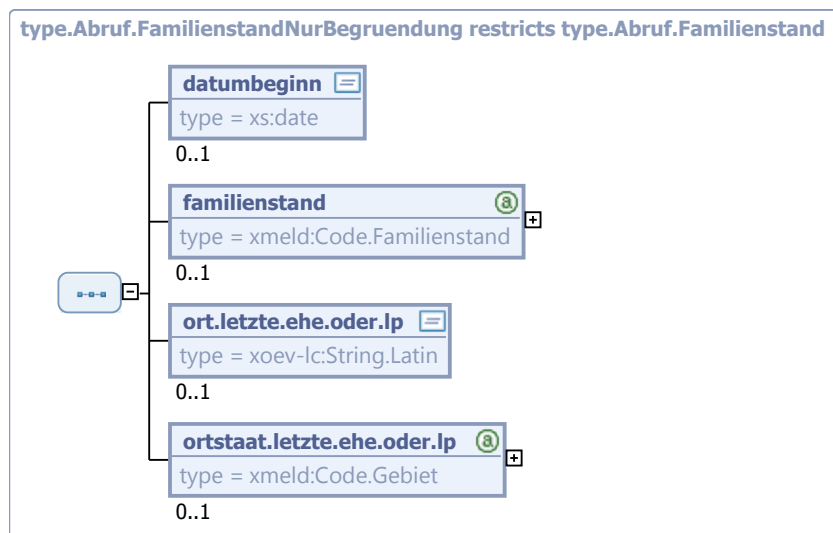 type.Abruf.FamilienstandNurBegruendung restricts type.Abruf.Familienstand
datumbeginn
type = xs:date
0..1
familienstand
type = xmeld:Code.Familienstand
0..1
ort.letzte.ehe.oder.lp
type = xoev-lc:String.Latin
0..1
ortstaat.letzte.ehe.oder.lp
type = xmeld:Code.Gebiet
0..1